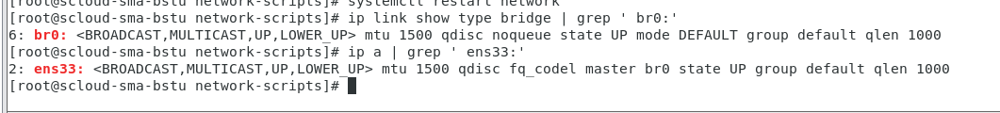 [root@scloud-sma-bstu network-scripts]# systemctl restart network
[root@scloud-sma-bstu network-scripts]# ip link show type bridge | grep ' br0:'
6: br0: <BROADCAST,MULTICAST,UP,LOWER_UP> mtu 1500 qdisc noqueue state UP mode DEFAULT group default qlen 1000
[root@scloud-sma-bstu network-scripts]# ip a | grep ' ens33:'
2: ens33: <BROADCAST,MULTICAST,UP,LOWER_UP> mtu 1500 qdisc fq_codel master br0 state UP group default qlen 1000
[root@scloud-sma-bstu network-scripts]#